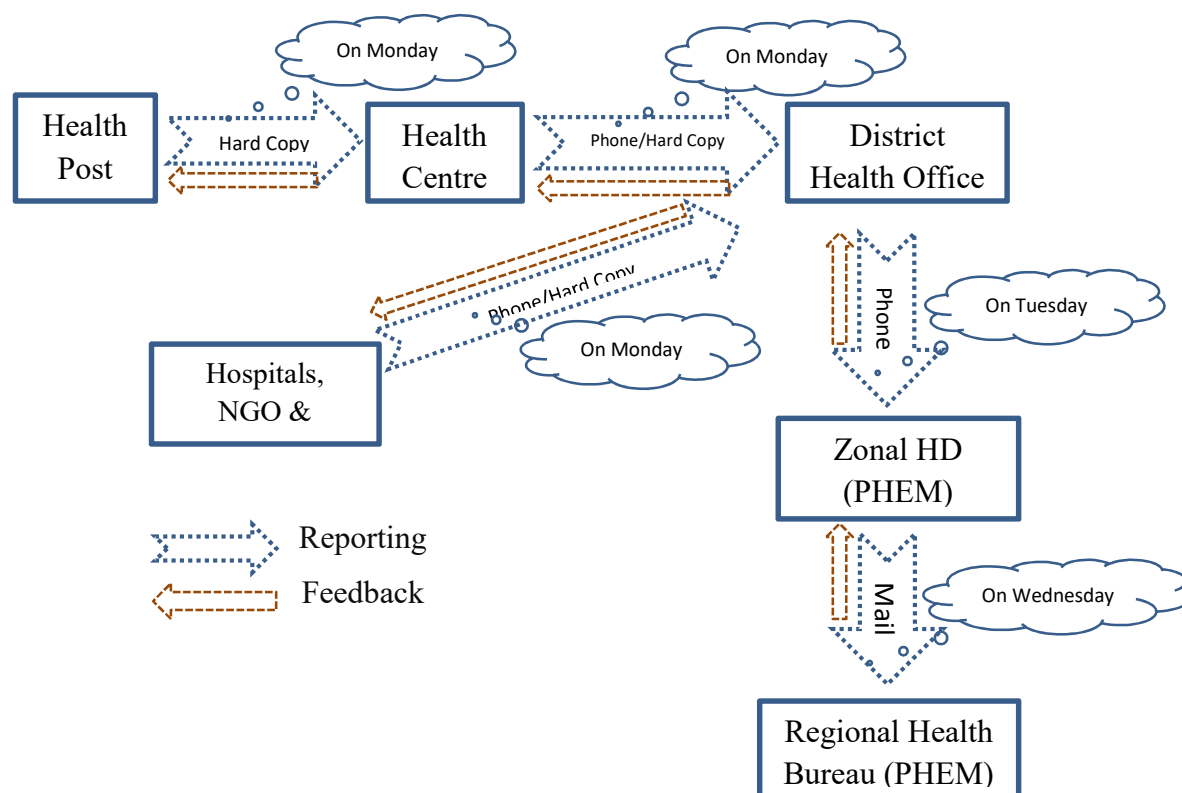 On Monday
On Monday
Health
Post
Hard Copy
Health
Centre
Phone/Hard Copy
District
Health Office
Phone/Hard Copy
On Monday
Phone
On Tuesday
Hospitals,
NGO &
Zonal HD
(PHEM)
Reporting
Feedback
Mail
On Wednesday
Regional Health
Bureau (PHEM)